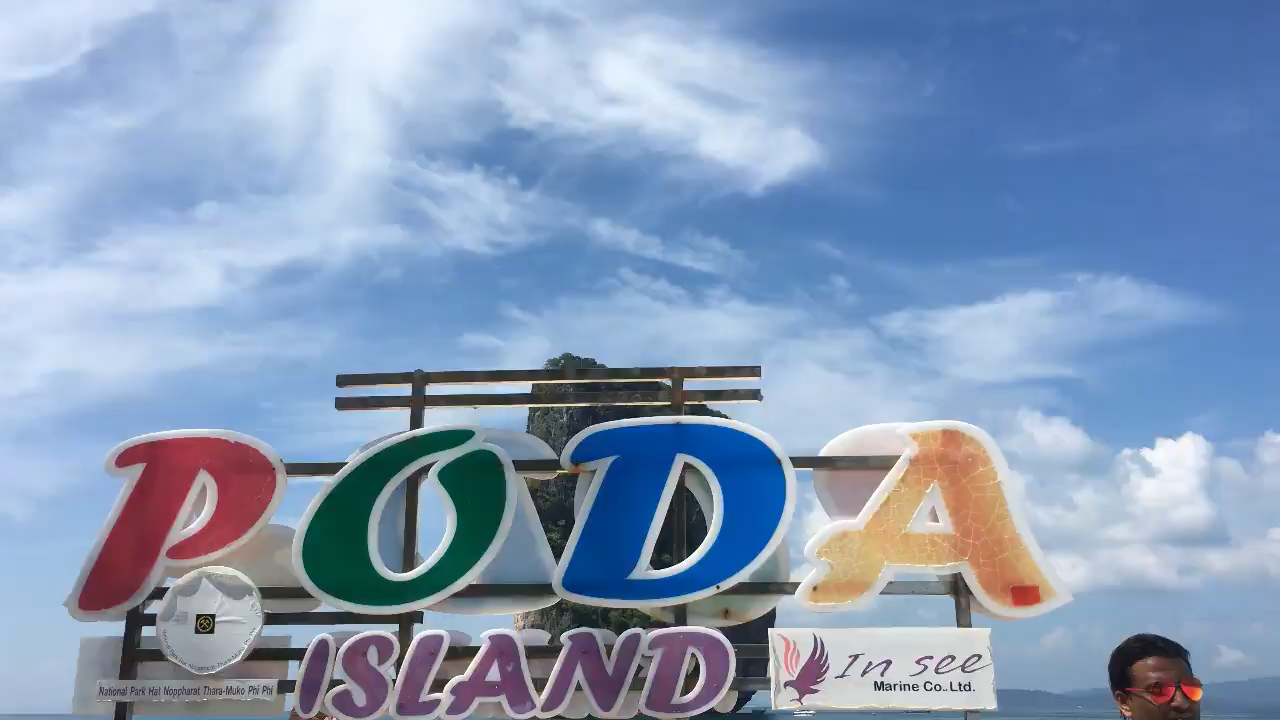 PODA
ISLAND
National Park Hat Noppharat Thara-Muko Phi Phi
In see
Marine Co..Ltd.